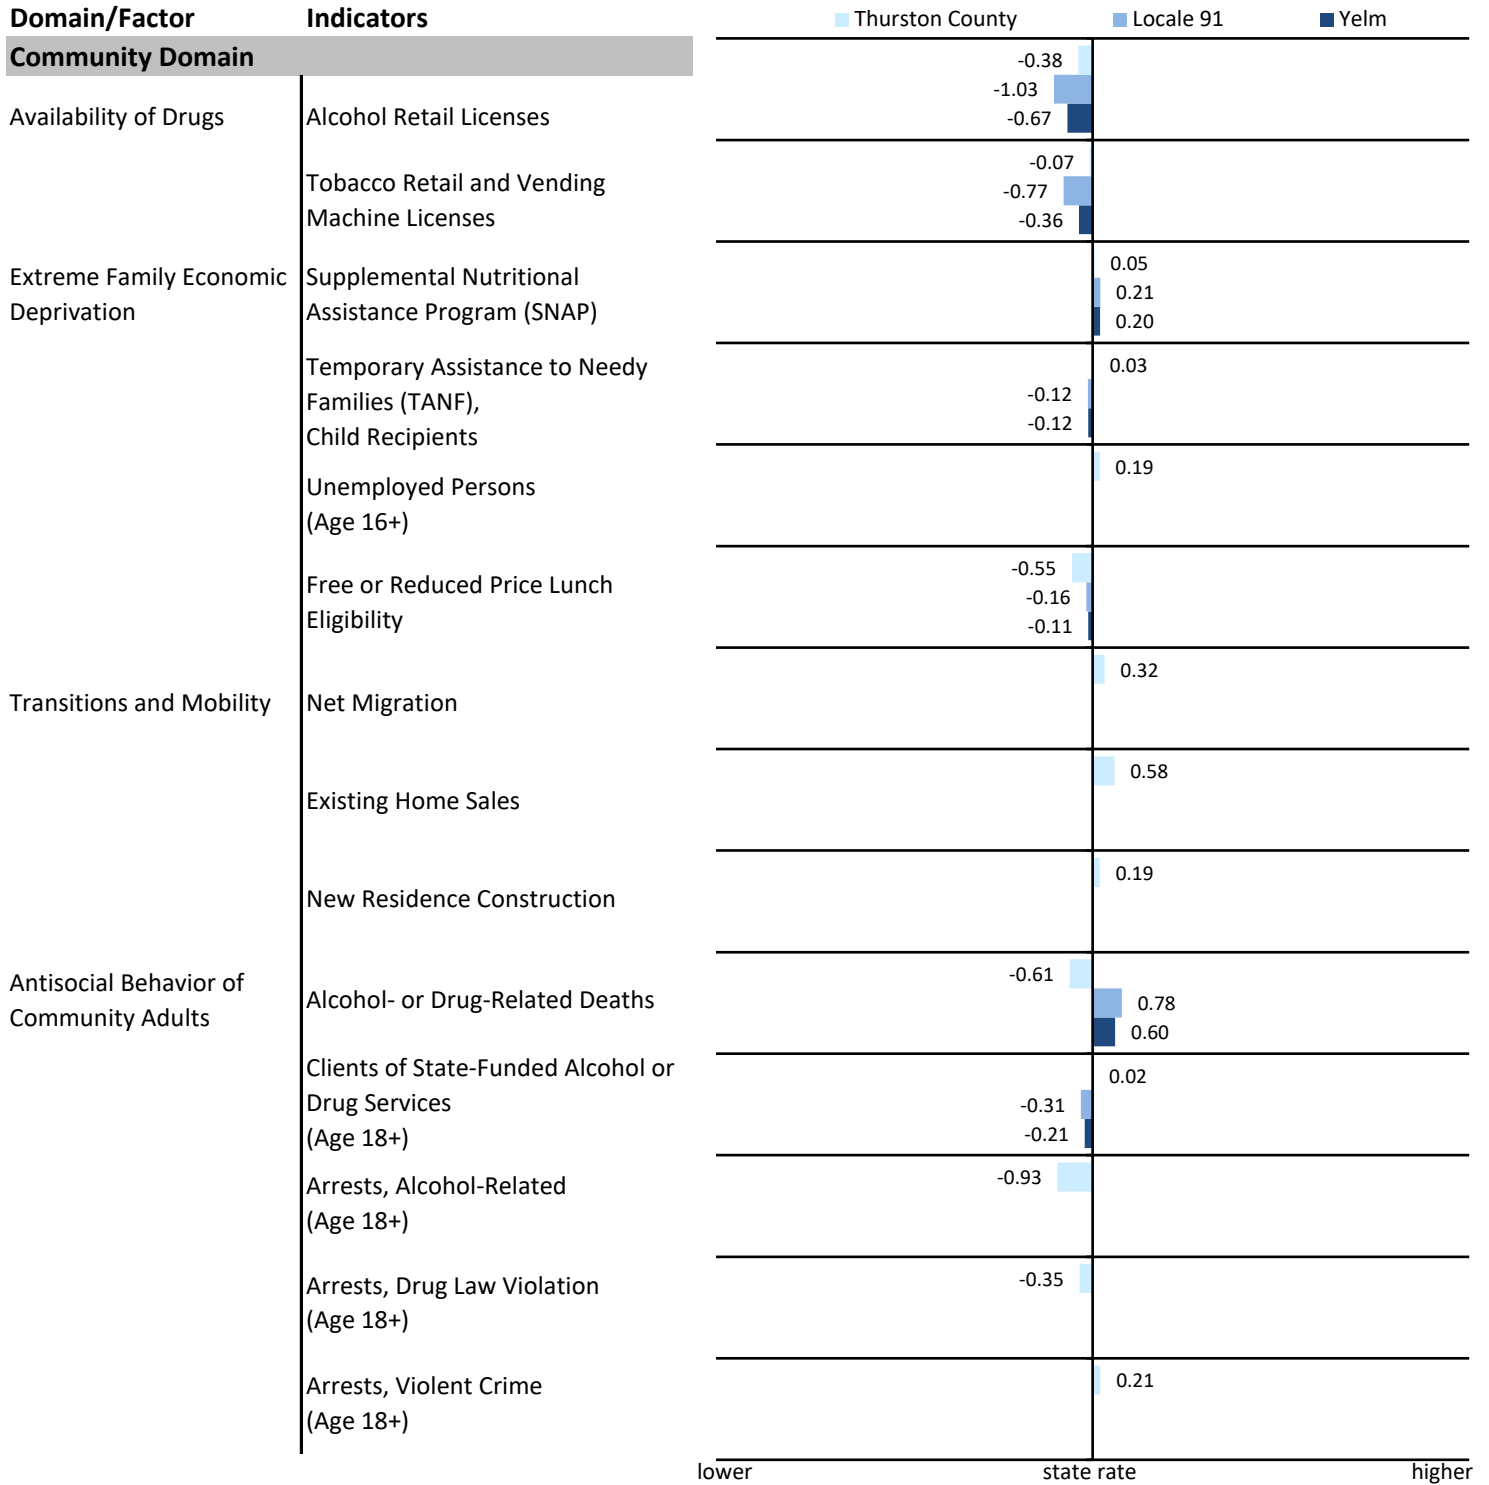 Domain/Factor Indicators Thurston County Locale 91 Yelm
Community Domain
-0.38
-1.03
Availability of Drugs Alcohol Retail Licenses -0.67
-0.07
Tobacco Retail and Vending -0.77
Machine Licenses -0.36
0.05
Extreme Family Economic Supplemental Nutritional 0.21
Deprivation Assistance Program (SNAP) 0.20
Temporary Assistance to Needy 0.03
Families (TANF), -0.12
Child Recipients -0.12
0.19
Unemployed Persons
(Age 16+)
-0.55
Free or Reduced Price Lunch -0.16
Eligibility -0.11
0.32
Transitions and Mobility Net Migration
0.58
Existing Home Sales
0.19
New Residence Construction
-0.61
Antisocial Behavior of Alcohol- or Drug-Related Deaths 0.78
Community Adults 0.60
Clients of State-Funded Alcohol or 0.02
Drug Services -0.31
(Age 18+) -0.21
Arrests, Alcohol-Related -0.93
(Age 18+)
Arrests, Drug Law Violation -0.35
(Age 18+)
Arrests, Violent Crime 0.21
(Age 18+)
lower state rate higher